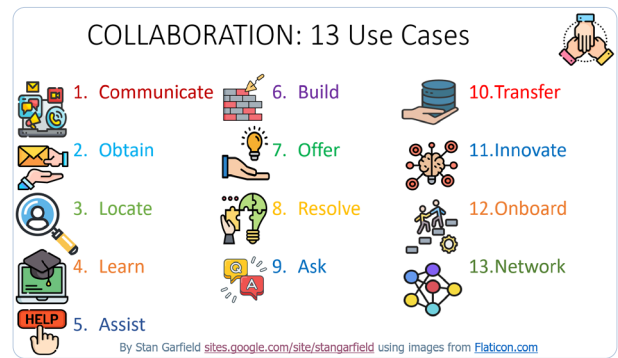 COLLABORATION: 13 Use Cases
1. Communicate
2. Obtain
3. Locate
4. Learn
HELP
5. Assist
6. Build
7. Offer
8. Resolve
Q
A
9. Ask
10.Transfer
11.Innovate
12.Onboard
13.Network
By Stan Garfield sites.google.com/site/stangarfield using images from Flaticon.com